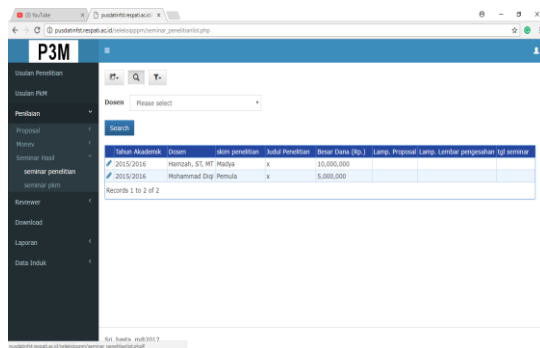 YouTube
pusdatinfst.respati.ac.id
pusdatinfst.respati.ac.id/seleksipppm/seminar_penelitianlist.php
P3M
Usulan Penelitian
Usulan PkM
Penilaian
Proposal
Monev
Seminar Hasil
seminar penelitian
seminar pkm
Reviewer
Download
Laporan
Data Induk
Dosen Please select
Search
Tahun Akademik Dosen skim penelitian Judul Penelitian Besar Dana (Rp.) Lamp. Proposal Lamp. Lembar pengesahan tgl seminar
2015/2016 Hamzah, ST, MT Madya x 10,000,000
2015/2016 Mohammad Diqi Pemula x 5,000,000
Records 1 to 2 of 2